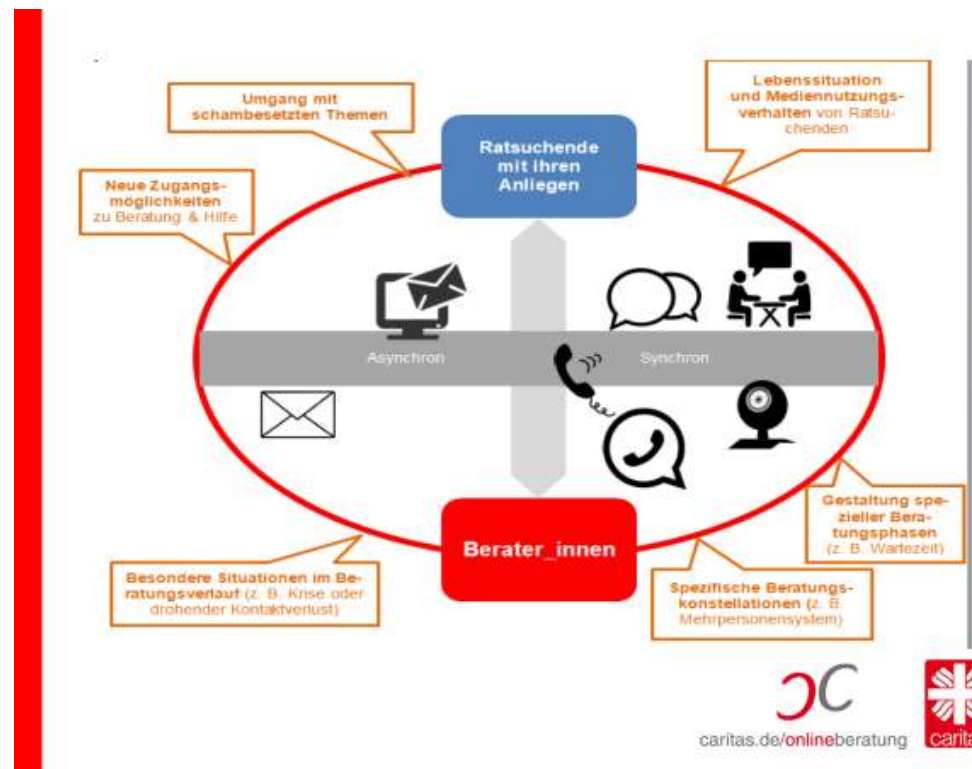 Umgang mit
schambesetzten Themen
Lebenssituation
und Mediennutzungs-
verhalten von Ratsu-
chenden
Ratsuchende
mit ihren
Anliegen
Neue Zugangs-
möglichkeiten
zu Beratung & Hilfe
Asynchron
Synchron
Gestaltung spe-
zieller Bera-
tungsphasen
(z. B. Wartezeit)
Berater_innen
Besondere Situationen im Be-
ratungsverlauf (z. B. Krise oder
drohender Kontaktverlust)
Spezifische Beratungs-
konstellationen (z. B.
Mehrpersonensystem)
caritas.de/onlineberatung